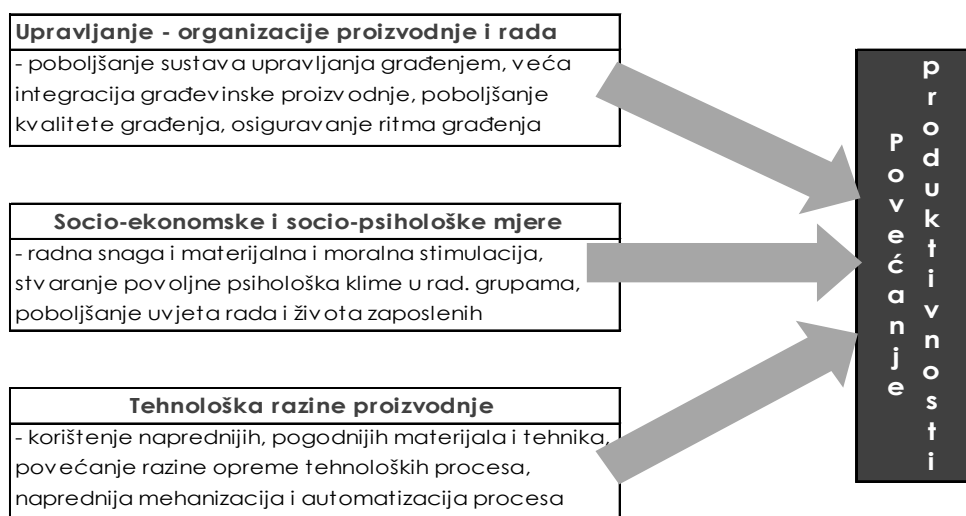 Upravljanje - organizacije proizvodnje i rada
- poboljšanje sustava upravljanja građenjem, veća
integracija građevinske proizvodnje, poboljšanje
kvalitete građenja, osiguravanje ritma građenja
Socio-ekonomske i socio-psihološke mjere
- radna snaga i materijalna i moralna stimulacija,
stvaranje povoljne psihološka klime u rad. grupama,
poboljšanje uvjeta rada i života zaposlenih
Tehnološka razine proizvodnje
- korištenje naprednijih, pogodnijih materijala i tehnika,
povećanje razine opreme tehnoloških procesa,
naprednija mehanizacija i automatizacija procesa
Povećanje
produktivnosti